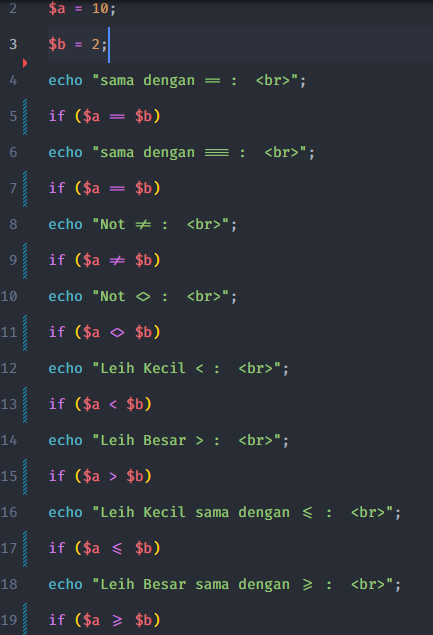 2 $a = 10;
3 $b = 2;
4 echo "sama dengan == :  <br>";
5 if ($a == $b)
6 echo "sama dengan === :  <br>";
7 if ($a == $b)
8 echo "Not != :  <br>";
9 if ($a != $b)
10 echo "Not <> :  <br>";
11 if ($a <> $b)
12 echo "Leih Kecil < :  <br>";
13 if ($a < $b)
14 echo "Leih Besar > :  <br>";
15 if ($a > $b)
16 echo "Leih Kecil sama dengan <= :  <br>";
17 if ($a <= $b)
18 echo "Leih Besar sama dengan >= :  <br>";
19 if ($a >= $b)